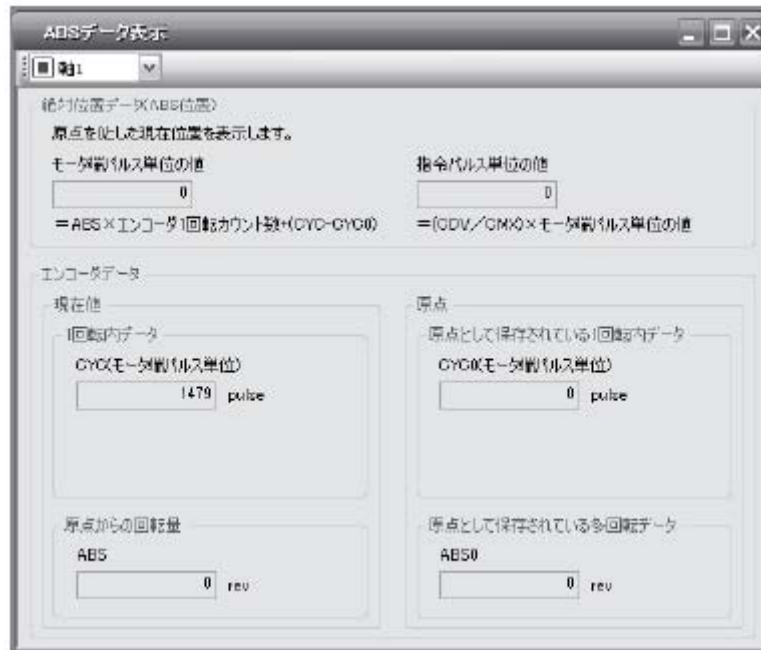 ABSデータ表示
軸1
絶対位置データ(ABS位置)
原点を0とした現在位置を表示します。
モータ端パルス単位の値 指令パルス単位の値
0 0
=ABS×エンコーダ1回転カウント数+(CYC-CYC0) =(CDV/CMX)×モータ端パルス単位の値
エンコーダデータ
現在値 原点
1回転内データ 原点として保存されている1回転内データ
CYC(モータ端パルス単位) CYC0(モータ端パルス単位)
1479 pulse 0 pulse
原点からの回転量 原点として保存されている多回転データ
ABS ABS0
0 rev 0 rev